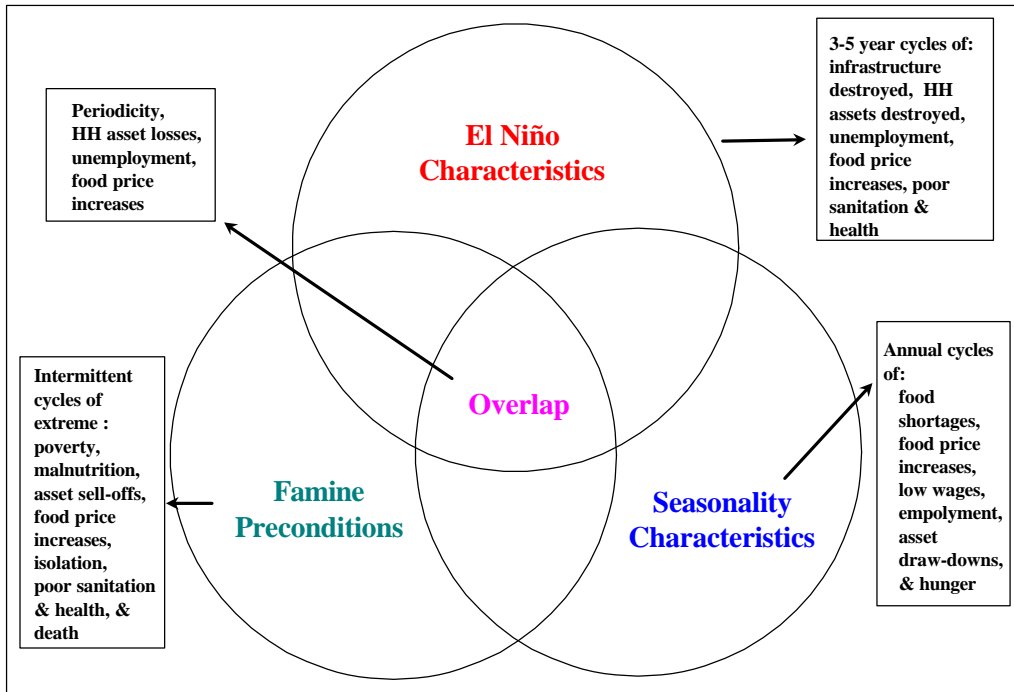 El Niño
Characteristics
3-5 year cycles of:
infrastructure
destroyed, HH
assets destroyed,
unemployment,
food price
increases, poor
sanitation &
health
Periodicity,
HH asset losses,
unemployment,
food price
increases
Overlap
Intermittent
cycles of
extreme :
poverty,
malnutrition,
asset sell-offs,
food price
increases,
isolation,
poor sanitation
& health, &
death
Famine
Preconditions
Seasonality
Characteristics
Annual cycles
of:
food
shortages,
food price
increases,
low wages,
empolyment,
asset
draw-downs,
& hunger